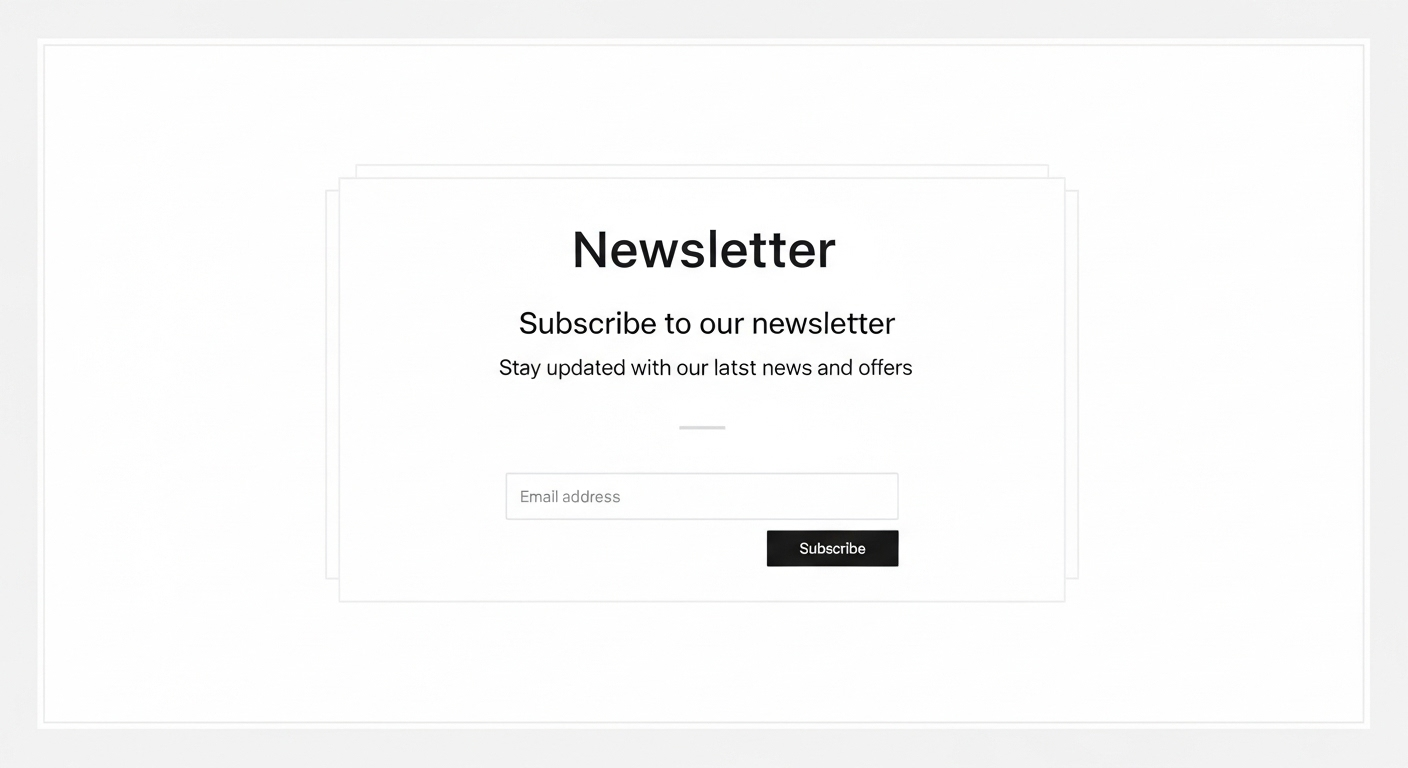 Newsletter
Subscribe to our newsletter
Stay updated with our latst news and offers
Email address
Subscribe